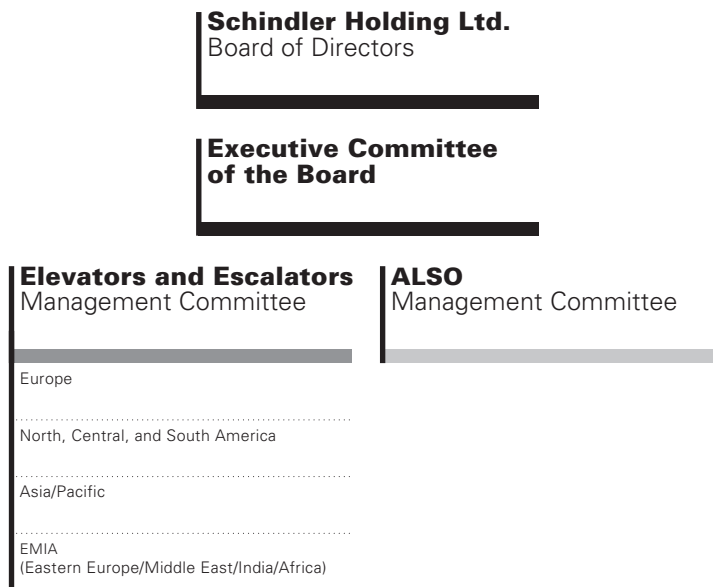 Schindler Holding Ltd.
Board of Directors
Executive Committee
of the Board
Elevators and Escalators
Management Committee
Europe
North, Central, and South America
Asia/Pacific
EMIA
(Eastern Europe/Middle East/India/Africa)
ALSO
Management Committee